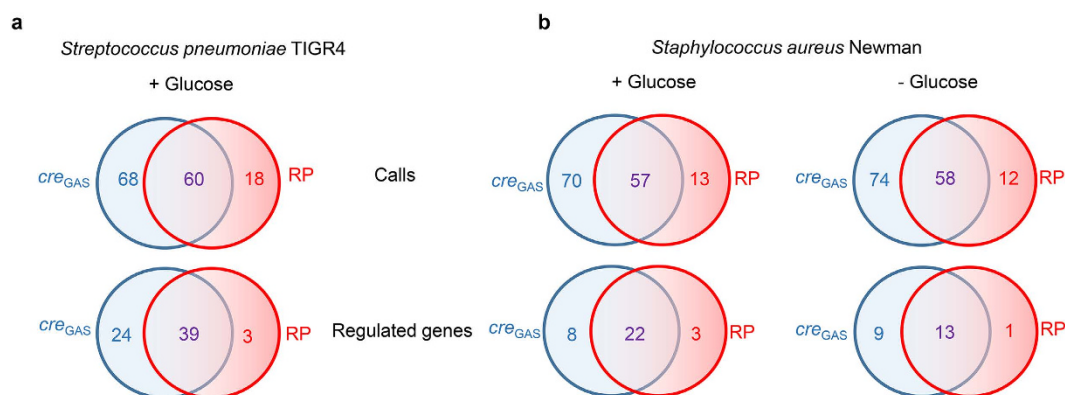 a
Streptococcus pneumoniae TIGR4
+ Glucose
creGAS 68 60 18 RP
Calls
creGAS 24 39 3 RP
Regulated genes
b
Staphylococcus aureus Newman
+ Glucose
- Glucose
creGAS 70 57 13 RP
creGAS 74 58 12 RP
creGAS 8 22 3 RP
creGAS 9 13 1 RP